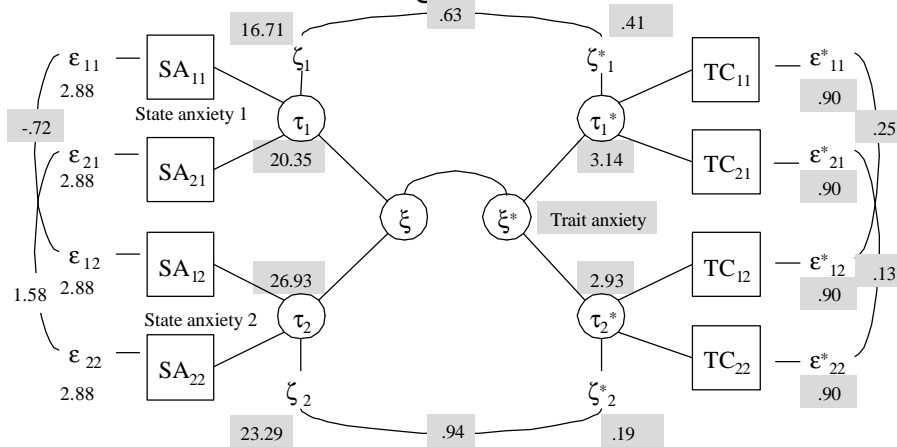 16.71
.63
.41
ε11
SA11
ζ1
ζ*1
TC11
ε*11
2.88
State anxiety 1
τ1
τ1*
.90
-.72
.25
ε21
SA21
20.35
3.14
TC21
ε*21
2.88
.90
ξ
ξ*
Trait anxiety
ε12
SA12
26.93
2.93
TC12
ε*12
2.88
.90
.13
1.58
State anxiety 2
τ2
τ2*
ε22
SA22
TC22
ε*22
2.88
.90
ζ2
ζ*2
23.29
.94
.19